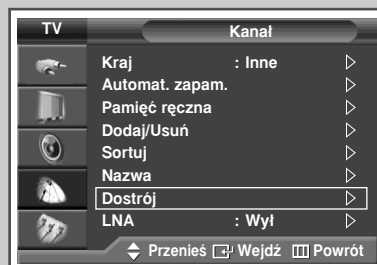 TV Kanał
Kraj : Inne
Automat. zapam.
Pamięć ręczna
Dodaj/Usuń
Sortuj
Nazwa
Dostrój
LNA : Wył
Przenieś Wejdź Powrót